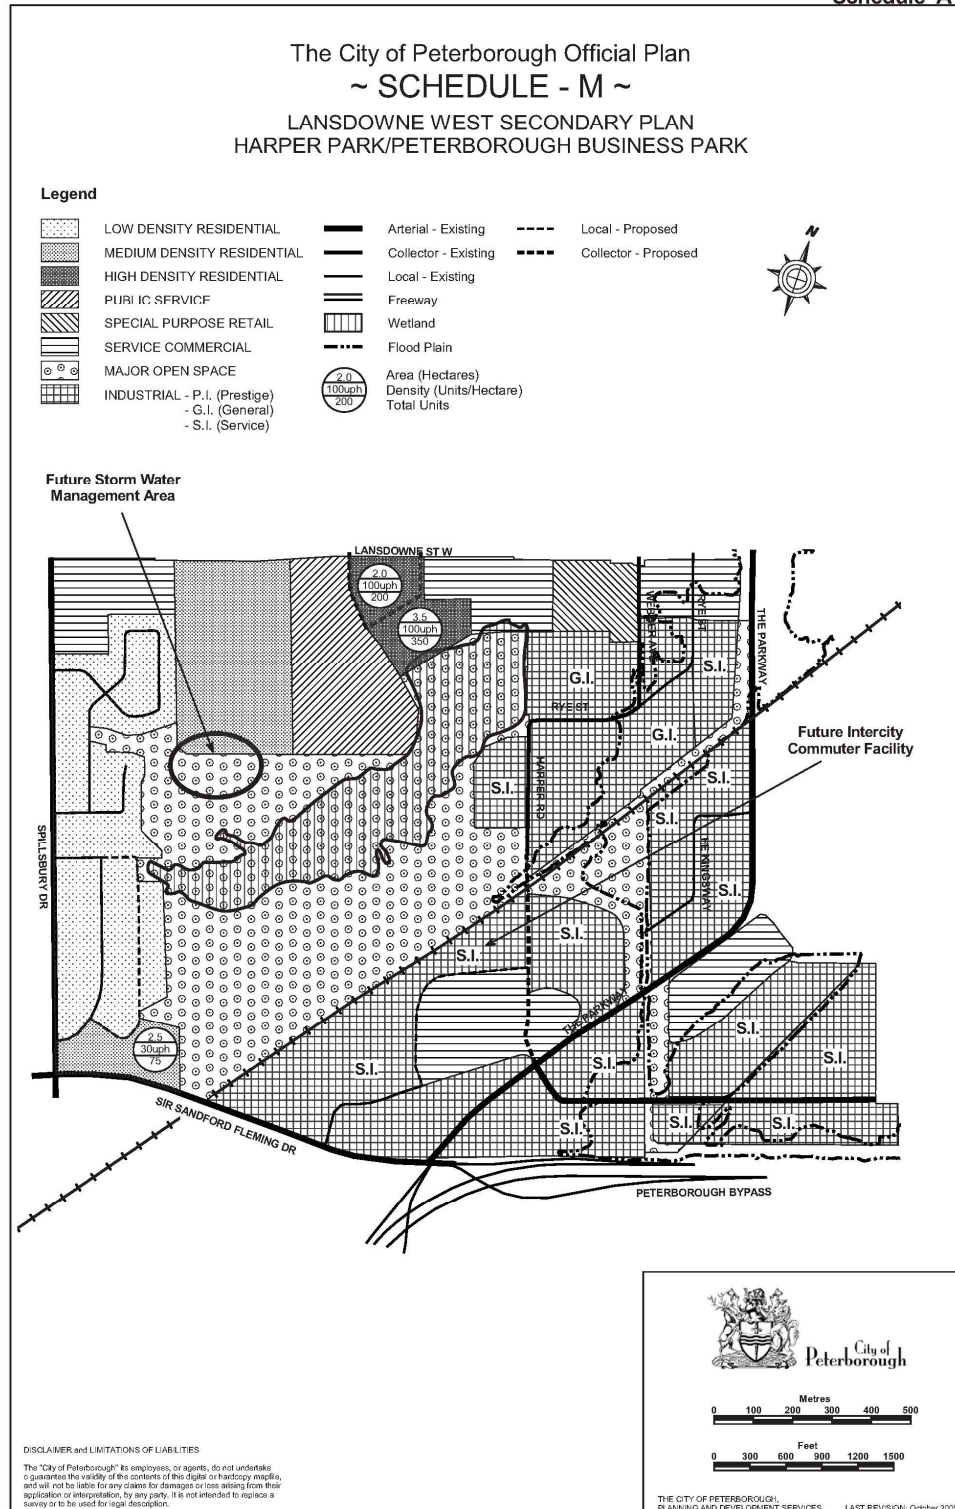 The City of Peterborough Official Plan
~ SCHEDULE - M ~
LANSDOWNE WEST SECONDARY PLAN
HARPER PARK/PETERBOROUGH BUSINESS PARK
Legend
LOW DENSITY RESIDENTIAL
MEDIUM DENSITY RESIDENTIAL
HIGH DENSITY RESIDENTIAL
PUBLIC SERVICE
SPECIAL PURPOSE RETAIL
SERVICE COMMERCIAL
MAJOR OPEN SPACE
INDUSTRIAL - P.I. (Prestige)
- G.I. (General)
- S.I. (Service)
Arterial - Existing
Collector - Existing
Local - Existing
Freeway
Wetland
Flood Plain
2.0
100uph
200
Area (Hectares)
Density (Units/Hectare)
Total Units
Local - Proposed
Collector - Proposed
N
Future Storm Water
Management Area
LANSDOWNE ST W
2.0
100uph
200
3.5
100uph
350
RYE ST
THE PARKWAY
S.I.
G.I.
RYE ST
G.I.
Future Intercity
Commuter Facility
S.I.
HARPER RD
S.I.
S.I.
SPILLSBURY DR
THE KINGSWAY
S.I.
S.I.
S.I.
THE PARKWAY
S.I.
S.I.
2.5
30uph
75
S.I.
S.I.
SIR SANDFORD FLEMING DR
S.I.
S.I.
S.I.
PETERBOROUGH BYPASS
City of
Peterborough
Metres
0 100 200 300 400 500
Feet
0 300 600 900 1200 1500
DISCLAIMER and LIMITATIONS OF LIABILITIES
The "City of Peterborough" its employees, or agents, do not undertake
o guarantee the validity of the contents of this digital or hardcopy mapfile,
and will not be liable for any claims for damages or loss arising from their
application or interpretation, by any party. It is not intended to replace a
survey or to be used for legal description.
THE CITY OF PETERBOROUGH,
PLANNING AND DEVELOPMENT SERVICES
LAST REVISION: October